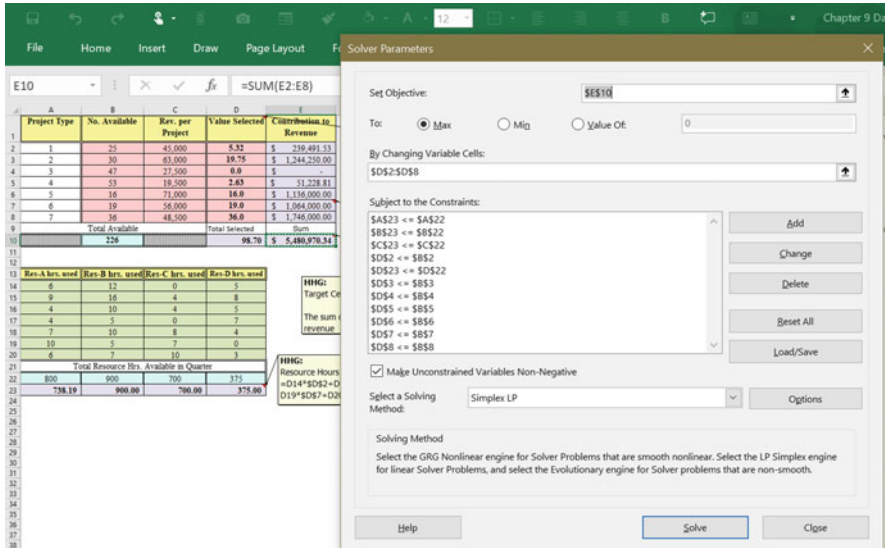 12
B
Chapter 9 Da
File Home Insert Draw Page Layout Solver Parameters
E10 fx =SUM(E2:E8)
A B C D E
Project Type No. Available Rev. per Project Value Selected Contribution to Revenue
1 25 45,000 5.32 $ 239,491.53
2 30 63,000 19.75 $ 1,244,250.00
3 47 27,500 0.0 $ -
4 53 19,500 2.63 $ 51,228.81
5 16 71,000 16.0 $ 1,136,000.00
6 19 56,000 19.0 $ 1,064,000.00
7 36 48,500 36.0 $ 1,746,000.00
Total Available Total Selected Sum
226 98.70 $ 5,480,970.34
Res-A hrs. used Res-B hrs. used Res-C hrs. used Res-D hrs. used
6 12 0 5
9 16 4 8
4 10 4 5
4 5 0 7
7 10 8 4
10 5 7 0
6 7 10 3
Total Resource Hrs. Available in Quarter
800 900 700 375
738.19 900.00 700.00 375.00
HHG:
Target Ce
The sum
revenue
HHG:
Resource Hours
=D14*$D$2+D
D19*$D$7+D2
Set Objective: $E$10
To: Max Min Value Of: 0
By Changing Variable Cells:
$D$2:$D$8
Subject to the Constraints:
$A$23 <= $A$22
$B$23 <= $B$22
$C$23 <= $C$22
$D$2 <= $B$2
$D$23 <= $D$22
$D$3 <= $B$3
$D$4 <= $B$4
$D$5 <= $B$5
$D$6 <= $B$6
$D$7 <= $B$7
$D$8 <= $B$8
Add
Change
Delete
Reset All
Load/Save
Make Unconstrained Variables Non-Negative
Select a Solving Method: Simplex LP Options
Solving Method
Select the GRG Nonlinear engine for Solver Problems that are smooth nonlinear. Select the LP Simplex engine
for linear Solver Problems, and select the Evolutionary engine for Solver problems that are non-smooth.
Help Solve Close